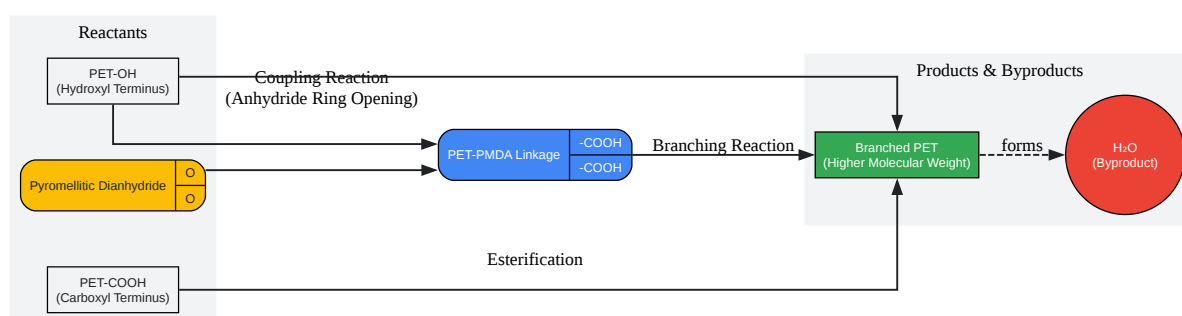 Reactants
PET-OH
(Hydroxyl Terminus)
Coupling Reaction
(Anhydride Ring Opening)
Pyromellitic Dianhydride
O
O
PET-PMDA Linkage
-COOH
-COOH
Branching Reaction
Products & Byproducts
Branched PET
(Higher Molecular Weight)
forms
H₂O
(Byproduct)
Esterification
PET-COOH
(Carboxyl Terminus)